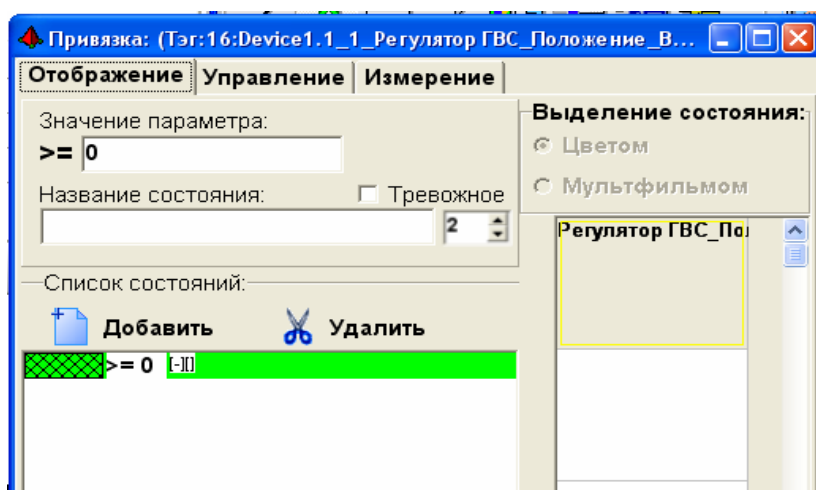 Привязка: (Тэг:16:Device1.1_1_Регулятор ГВС_Положение_В...
Отображение Управление Измерение
Значение параметра:
>= 0
Название состояния: Тревожное
2
Выделение состояния:
Цветом
Мультфильмом
Регулятор ГВС_По
Список состояний:
Добавить Удалить
>= 0 [-][]